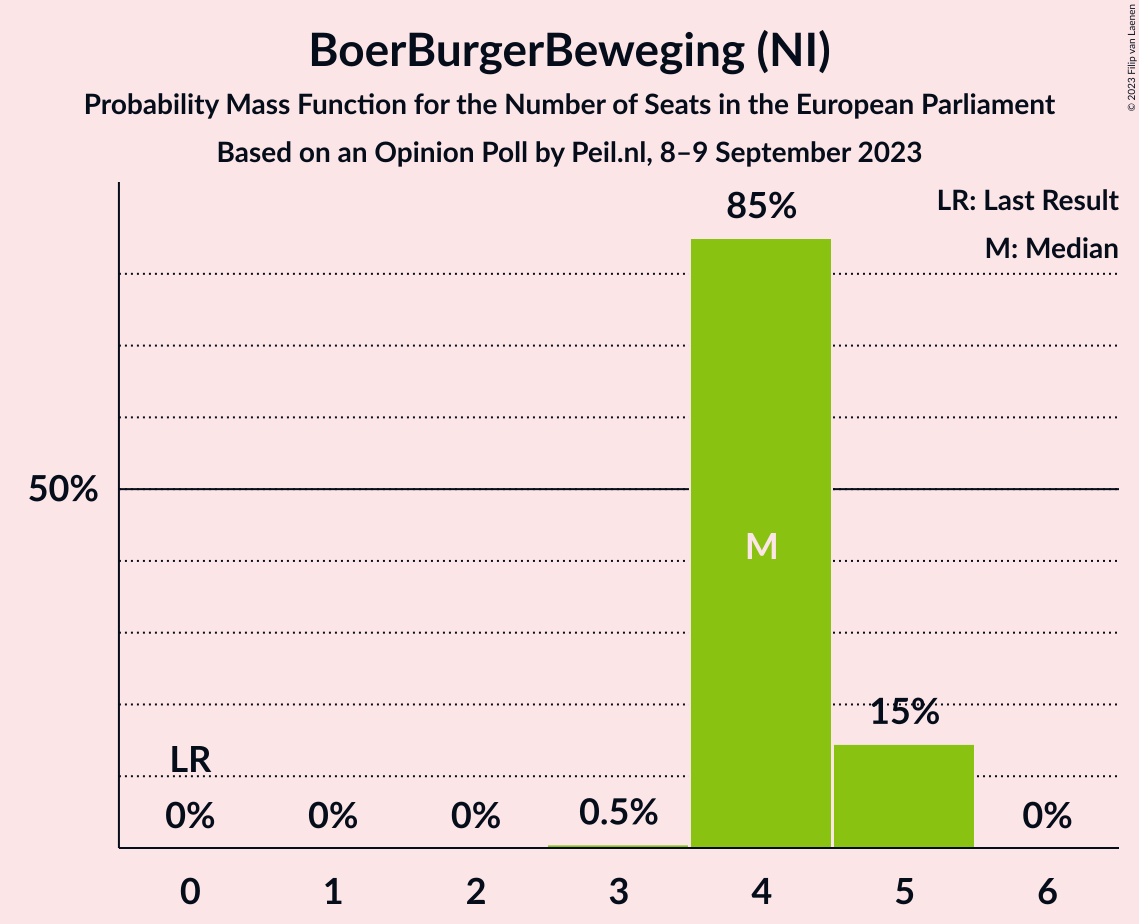 BoerBurgerBeweging (NI)
Probability Mass Function for the Number of Seats in the European Parliament
Based on an Opinion Poll by Peil.nl, 8–9 September 2023
© 2023 Filip van Laenen
LR: Last Result
M: Median
85%
50%
M
15%
LR
0%
0%
0%
0.5%
0%
0
1
2
3
4
5
6